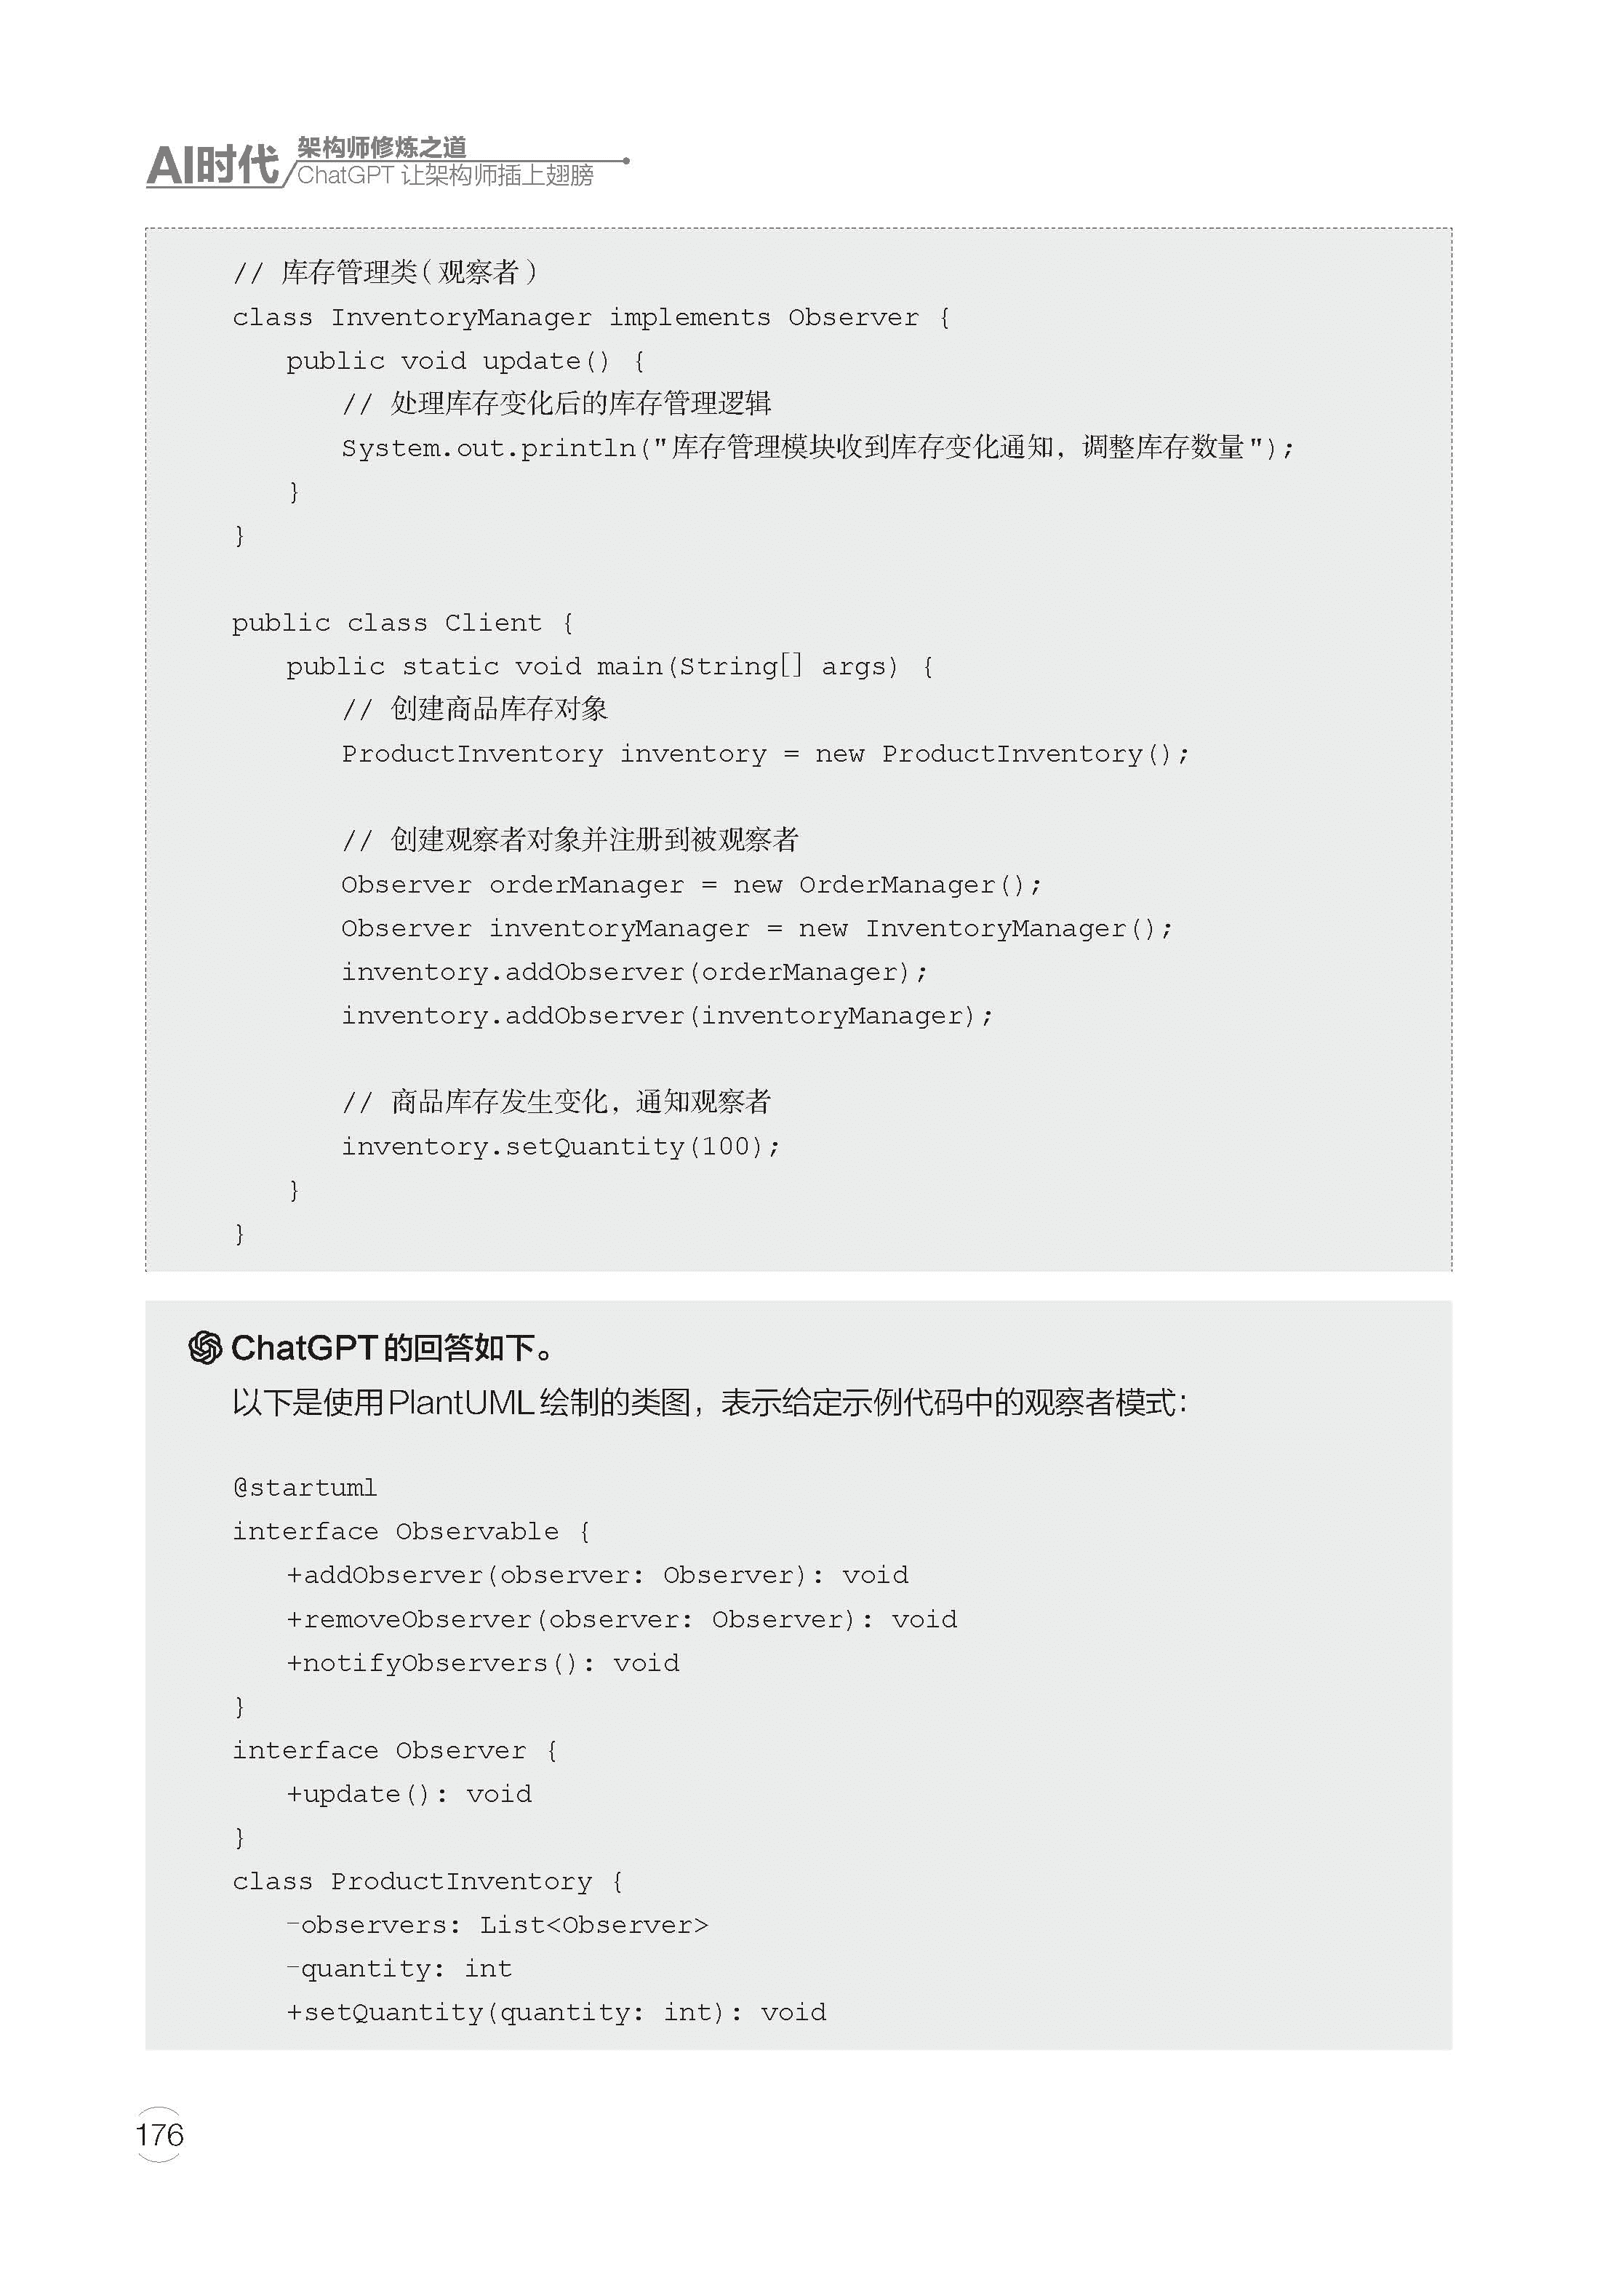 AI时代
架构师修炼之道
ChatGPT 让架构师插上翅膀
// 库存管理类(观察者)
class InventoryManager implements Observer {
    public void update() {
        // 处理库存变化后的库存管理逻辑
        System.out.println("库存管理模块收到库存变化通知，调整库存数量");
    }
}

public class Client {
    public static void main(String[] args) {
        // 创建商品库存对象
        ProductInventory inventory = new ProductInventory();

        // 创建观察者对象并注册到被观察者
        Observer orderManager = new OrderManager();
        Observer inventoryManager = new InventoryManager();
        inventory.addObserver(orderManager);
        inventory.addObserver(inventoryManager);

        // 商品库存发生变化，通知观察者
        inventory.setQuantity(100);
    }
}
ChatGPT的回答如下。
以下是使用PlantUML绘制的类图，表示给定示例代码中的观察者模式：

@startuml
interface Observable {
    +addObserver(observer: Observer): void
    +removeObserver(observer: Observer): void
    +notifyObservers(): void
}
interface Observer {
    +update(): void
}
class ProductInventory {
    -observers: List<Observer>
    -quantity: int
    +setQuantity(quantity: int): void
176